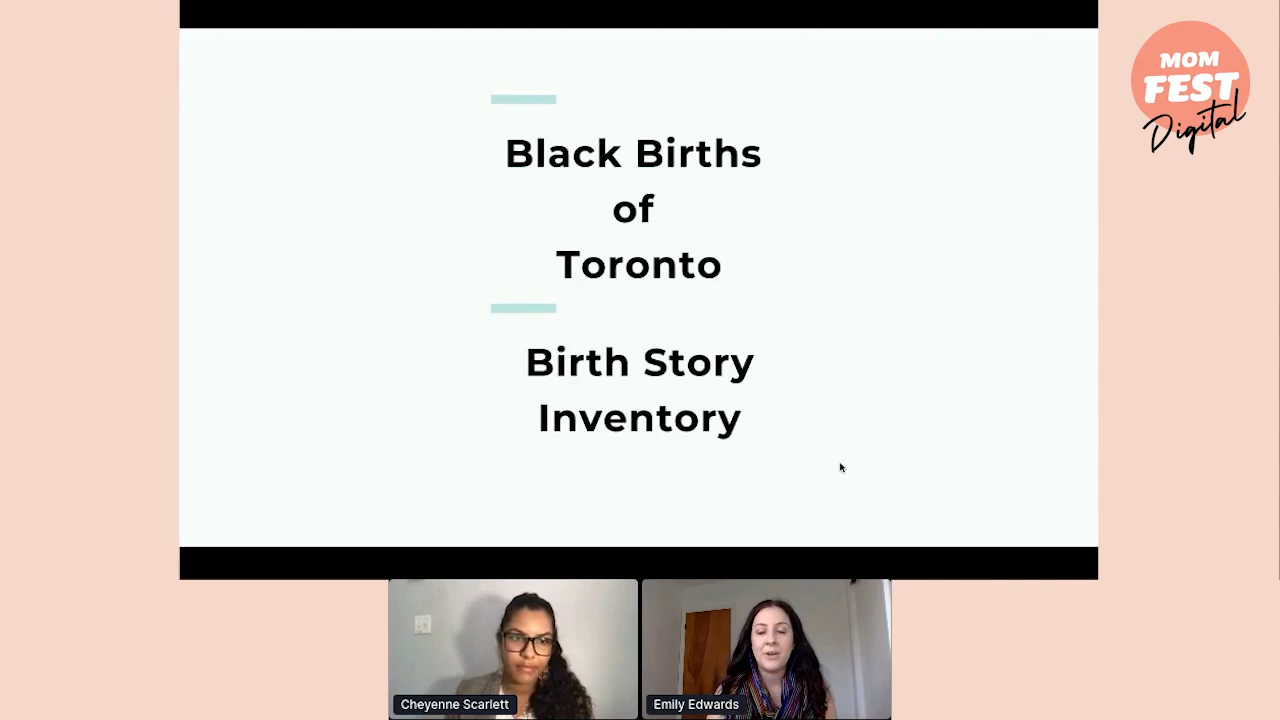 MOM
FEST
Digital
Black Births
of
Toronto
Birth Story
Inventory
Cheyenne Scarlett
Emily Edwards